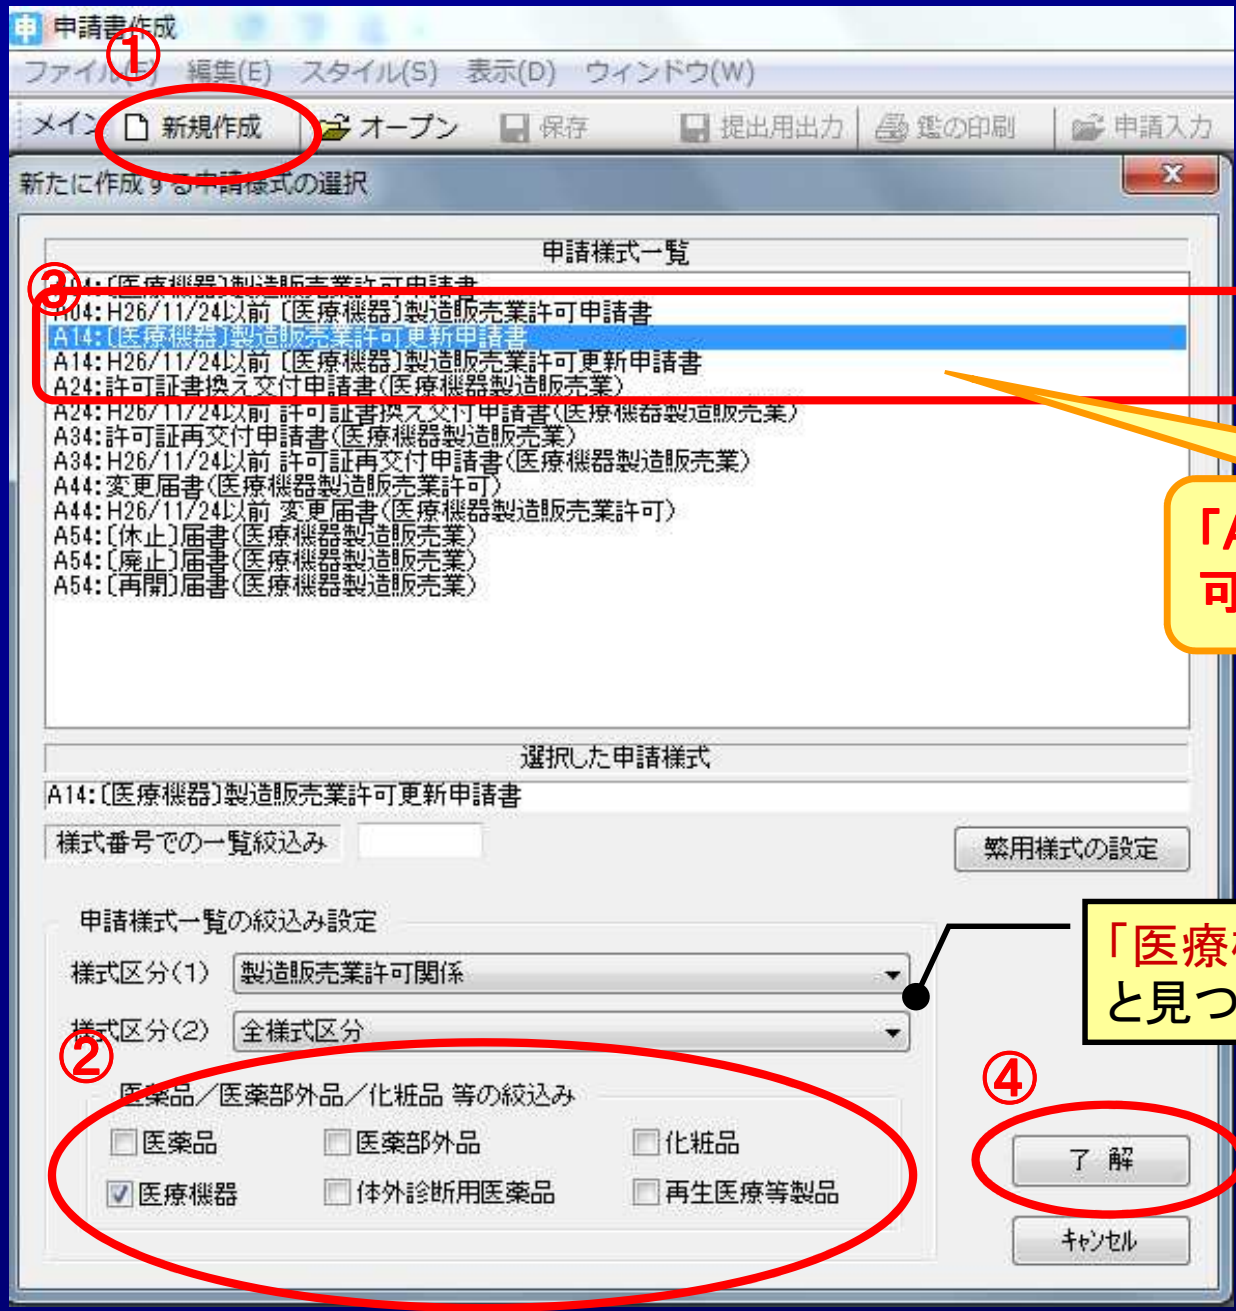 申 申請書作成
①
ファイル(F) 編集(E) スタイル(S) 表示(D) ウィンドウ(W)
メイン 新規作成 オープン 保存 提出用出力 鑑の印刷 申請入力
新たに作成する申請様式の選択
申請様式一覧
③
A04:〔医療機器〕製造販売業許可申請書
A04:H26/11/24以前〔医療機器〕製造販売業許可申請書
A14:〔医療機器〕製造販売業許可更新申請書
A14:H26/11/24以前〔医療機器〕製造販売業許可更新申請書
A24:許可証書換え交付申請書(医療機器製造販売業)
A24:H26/11/24以前 許可証書換え交付申請書(医療機器製造販売業)
A34:許可証再交付申請書(医療機器製造販売業)
A34:H26/11/24以前 許可証再交付申請書(医療機器製造販売業)
A44:変更届書(医療機器製造販売業許可)
A44:H26/11/24以前 変更届書(医療機器製造販売業許可)
A54:〔休止〕届書(医療機器製造販売業)
A54:〔廃止〕届書(医療機器製造販売業)
A54:〔再開〕届書(医療機器製造販売業)
「A
可
選択した申請様式
A14:〔医療機器〕製造販売業許可更新申請書
様式番号での一覧絞込み
繁用様式の設定
申請様式一覧の絞込み設定
様式区分(1) 製造販売業許可関係
「医療
と見つ
様式区分(2) 全様式区分
②
④
医薬品/医薬部外品/化粧品 等の絞込み
医薬品 医薬部外品 化粧品
医療機器 体外診断用医薬品 再生医療等製品
了 解
キャンセル